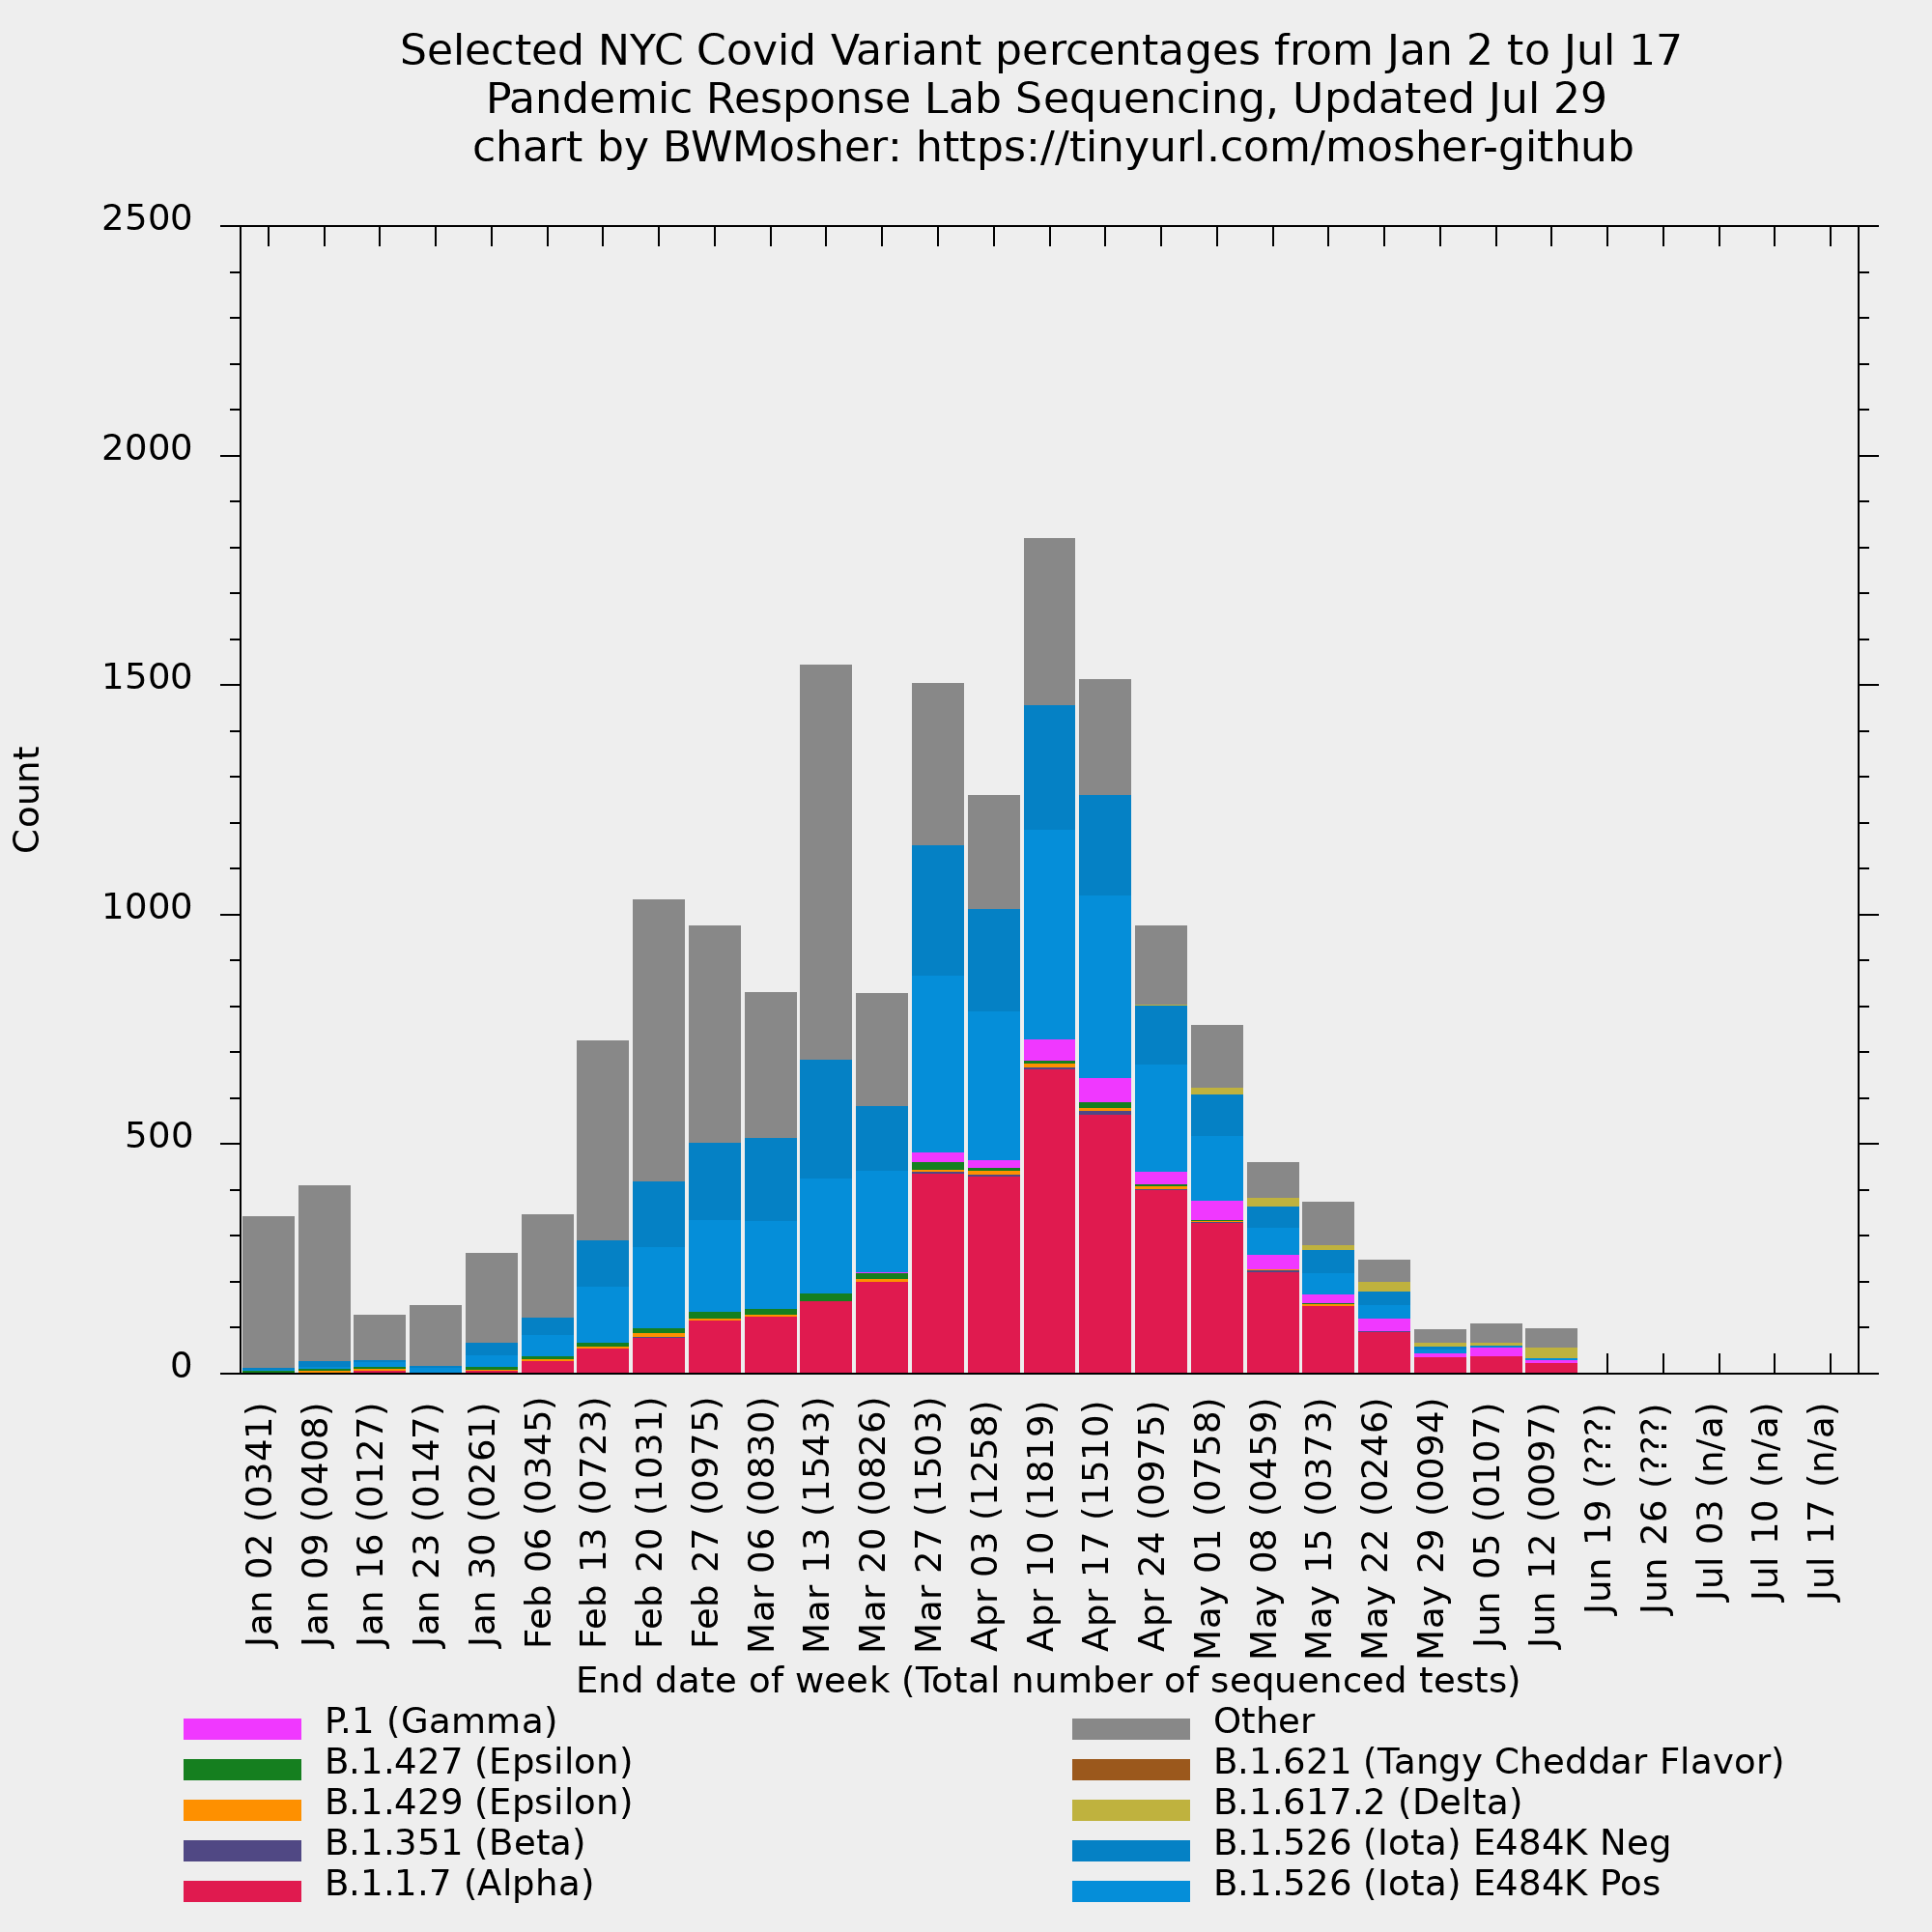 Selected NYC Covid Variant percentages from Jan 2 to Jul 17
Pandemic Response Lab Sequencing, Updated Jul 29
chart by BWMosher: https://tinyurl.com/mosher-github
2500
2000
1500
1000
500
0
Count
Jan 02 (0341)
Jan 09 (0408)
Jan 16 (0127)
Jan 23 (0147)
Jan 30 (0261)
Feb 06 (0345)
Feb 13 (0723)
Feb 20 (1031)
Feb 27 (0975)
Mar 06 (0830)
Mar 13 (1543)
Mar 20 (0826)
Mar 27 (1503)
Apr 03 (1258)
Apr 10 (1819)
Apr 17 (1510)
Apr 24 (0975)
May 01 (0758)
May 08 (0459)
May 15 (0373)
May 22 (0246)
May 29 (0094)
Jun 05 (0107)
Jun 12 (0097)
Jun 19 (???)
Jun 26 (???)
Jul 03 (n/a)
Jul 10 (n/a)
Jul 17 (n/a)
End date of week (Total number of sequenced tests)
P.1 (Gamma)
B.1.427 (Epsilon)
B.1.429 (Epsilon)
B.1.351 (Beta)
B.1.1.7 (Alpha)
Other
B.1.621 (Tangy Cheddar Flavor)
B.1.617.2 (Delta)
B.1.526 (Iota) E484K Neg
B.1.526 (Iota) E484K Pos